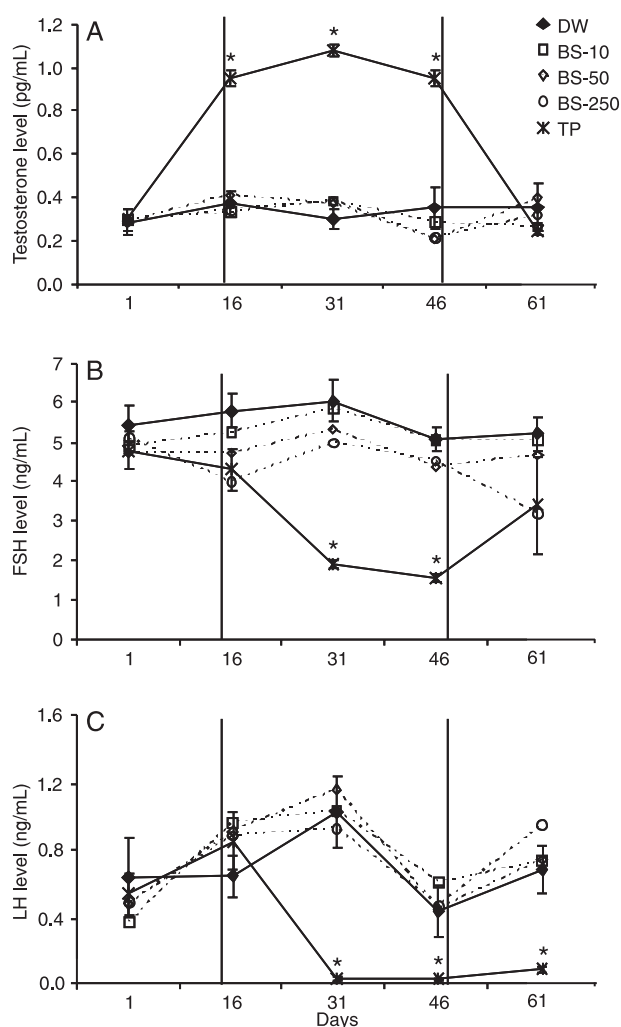 A
Testosterone level (pg/mL)
1.2
1.0
0.8
0.6
0.4
0.2
0.0
* * *
DW
BS-10
BS-50
BS-250
TP
1 16 31 46 61
B
FSH level (ng/mL)
7
6
5
4
3
2
1
0
* *
1 16 31 46 61
C
LH level (ng/mL)
1.6
1.2
0.8
0.4
0.0
* * *
1 16 31 46 61
Days